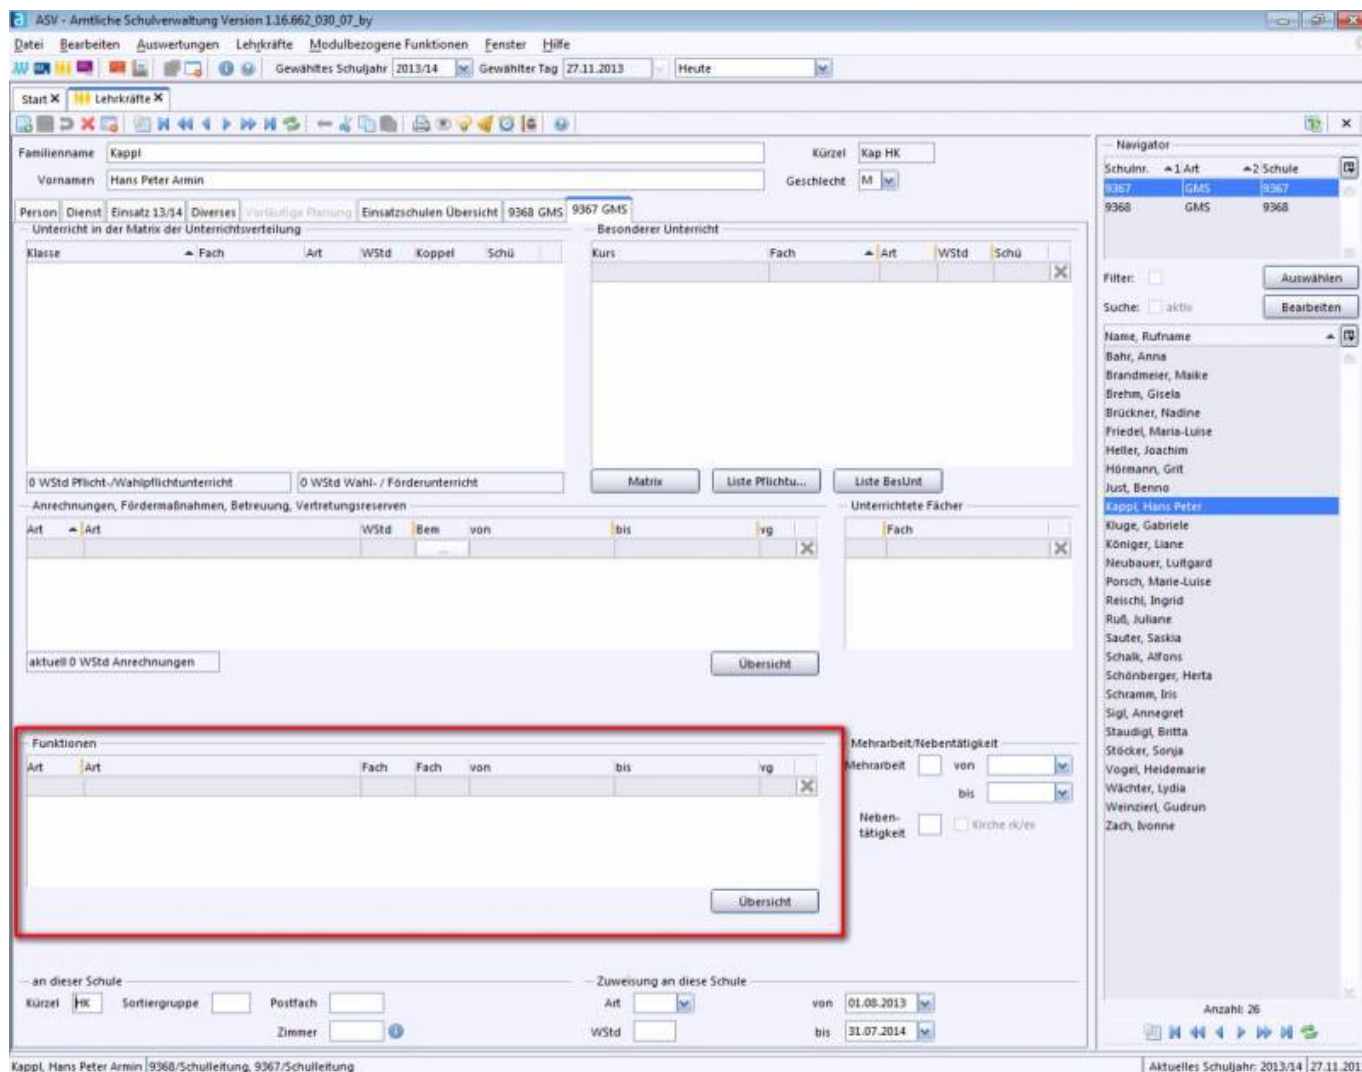 ASV - Amtliche Schulverwaltung Version 1.16.662_030_07_by
Datei Bearbeiten Auswertungen Lehrkräfte Modulbezogene Funktionen Fenster Hilfe
Gewähltes Schuljahr 2013/14 Gewählter Tag 27.11.2013 Heute
Start Lehrkräfte
Familienname Kappl Kürzel Kap HK
Vornamen Hans Peter Armin Geschlecht M
Person Dienst Einsatz 13/14 Diverses Vorläufige Planung Einsatzschulen Übersicht 9368 GMS 9367 GMS
Unterricht in der Matrix der Unterrichtsverteilung
Klasse Fach Art WStd Koppel Schü
0 WStd Pflicht-/Wahlpflichtunterricht 0 WStd Wahl- / Förderunterricht
Besonderer Unterricht
Kurs Fach Art WStd Schü
Matrix Liste Pflichtu... Liste BesUnt
Anrechnungen, Fördermaßnahmen, Betreuung, Vertretungsreserven
Art Art WStd Bem von bis vg
...
aktuell 0 WStd Anrechnungen Übersicht
Unterrichtete Fächer
Fach
Funktionen
Art Art Fach Fach von bis vg
Übersicht
Mehrarbeit/Nebentätigkeit
Mehrarbeit von
bis
Neben-
tätigkeit Kirche rk/ev
an dieser Schule
Kürzel HK Sortiergruppe Postfach
Zimmer
Zuweisung an diese Schule
Art von 01.08.2013
WStd bis 31.07.2014
Navigator
Schulnr. 1 Art 2 Schule
9367 GMS 9367
9368 GMS 9368
Filter: Auswählen
Suche: aktiv Bearbeiten
Name, Rufname
Bahr, Anna
Brandmeier, Maike
Brehm, Gisela
Brückner, Nadine
Friedel, Maria-Luise
Heller, Joachim
Hörmann, Grit
Just, Benno
Kappl, Hans Peter
Kluge, Gabriele
Königer, Liane
Neubauer, Luitgard
Porsch, Marie-Luise
Reischl, Ingrid
Ruß, Juliane
Sauter, Saskia
Schalk, Alfons
Schönberger, Herta
Schramm, Iris
Sigl, Annegret
Staudigl, Britta
Stöcker, Sonja
Vogel, Heidemarie
Wächter, Lydia
Weinzierl, Gudrun
Zach, Ivonne
Anzahl: 26
Kappl, Hans Peter Armin 9368/Schulleitung, 9367/Schulleitung Aktuelles Schuljahr: 2013/14 27.11.201